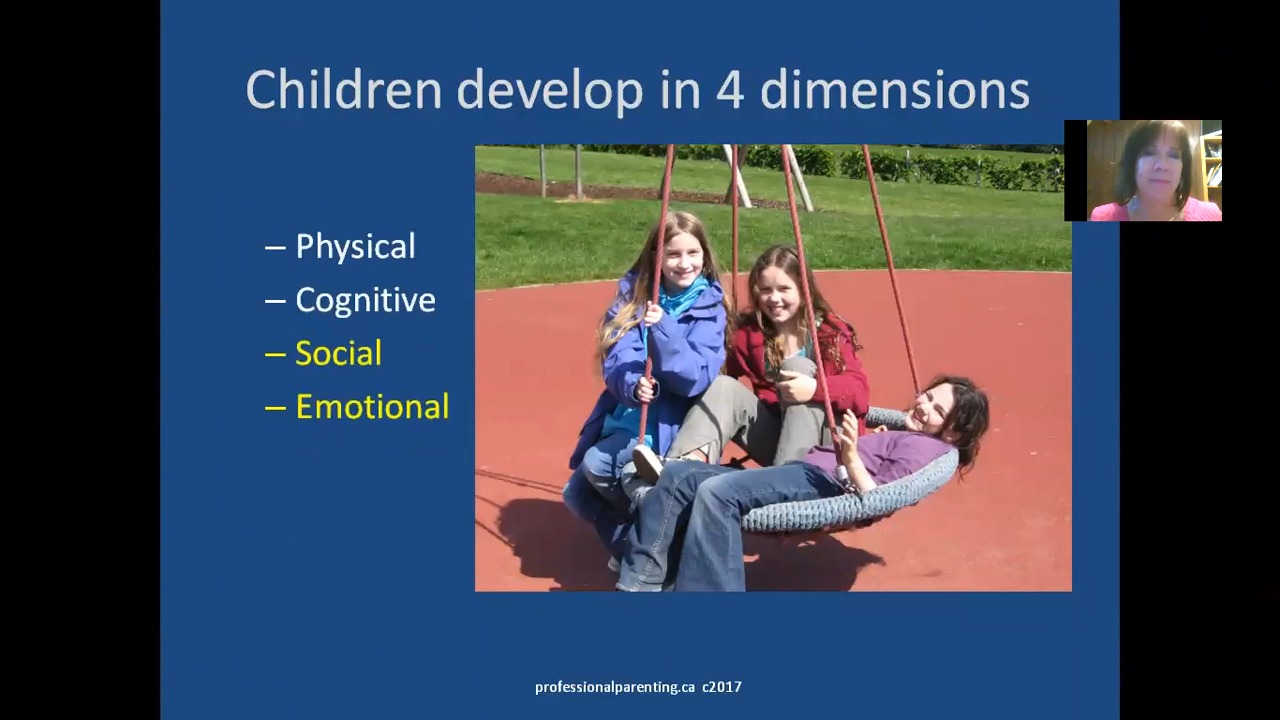 Children develop in 4 dimensions
– Physical
– Cognitive
– Social
– Emotional
professionalparenting.ca c2017